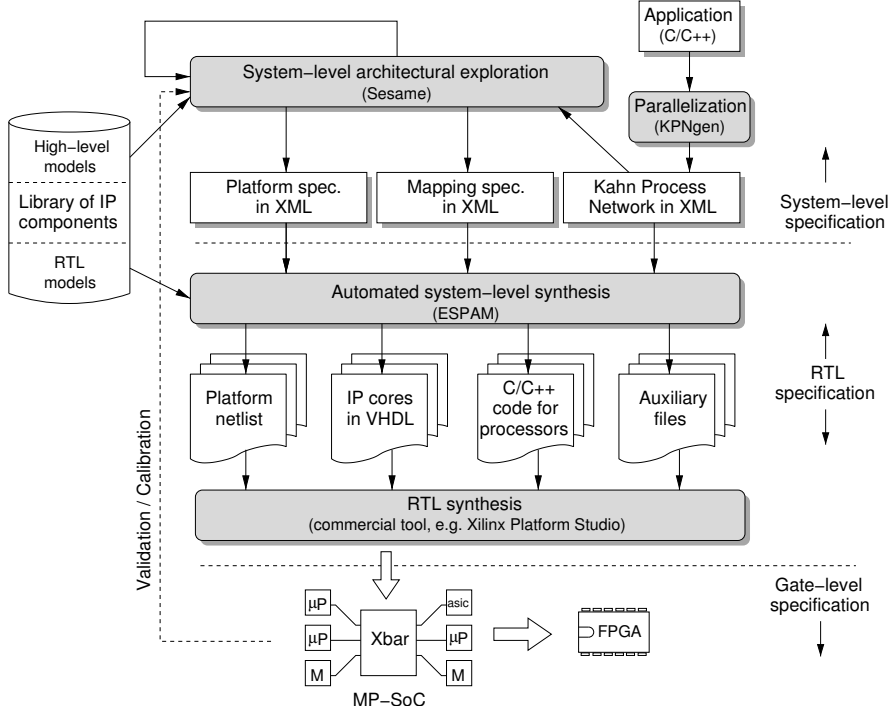 Application
(C/C++)
System−level architectural exploration
(Sesame)
Parallelization
(KPNgen)
High−level
models
Library of IP
components
RTL
models
Platform spec.
in XML
Mapping spec.
in XML
Kahn Process
Network in XML
System−level
specification
Automated system−level synthesis
(ESPAM)
Platform
netlist
IP cores
in VHDL
C/C++
code for
processors
Auxiliary
files
RTL
specification
Validation / Calibration
RTL synthesis
(commercial tool, e.g. Xilinx Platform Studio)
Gate−level
specification
µP
µP
M
Xbar
asic
µP
M
MP−SoC
FPGA